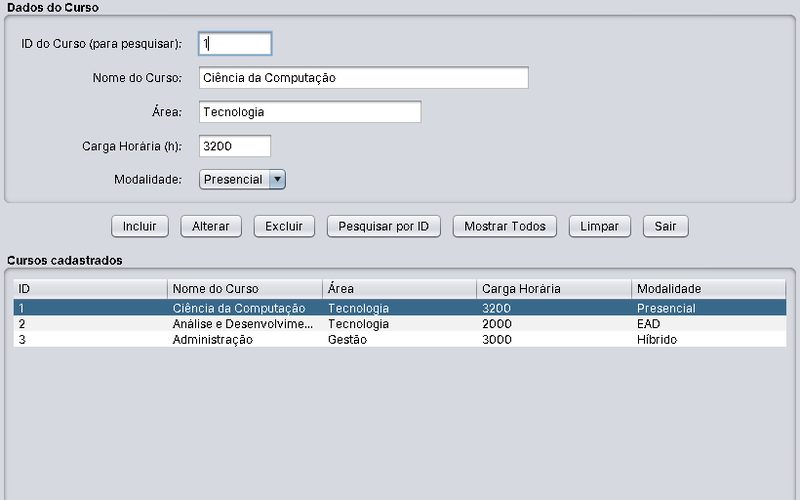 Dados do Curso
ID do Curso (para pesquisar): 1
Nome do Curso: Ciência da Computação
Área: Tecnologia
Carga Horária (h): 3200
Modalidade: Presencial
Incluir Alterar Excluir Pesquisar por ID Mostrar Todos Limpar Sair
Cursos cadastrados
ID Nome do Curso Área Carga Horária Modalidade
1 Ciência da Computação Tecnologia 3200 Presencial
2 Análise e Desenvolvime... Tecnologia 2000 EAD
3 Administração Gestão 3000 Híbrido